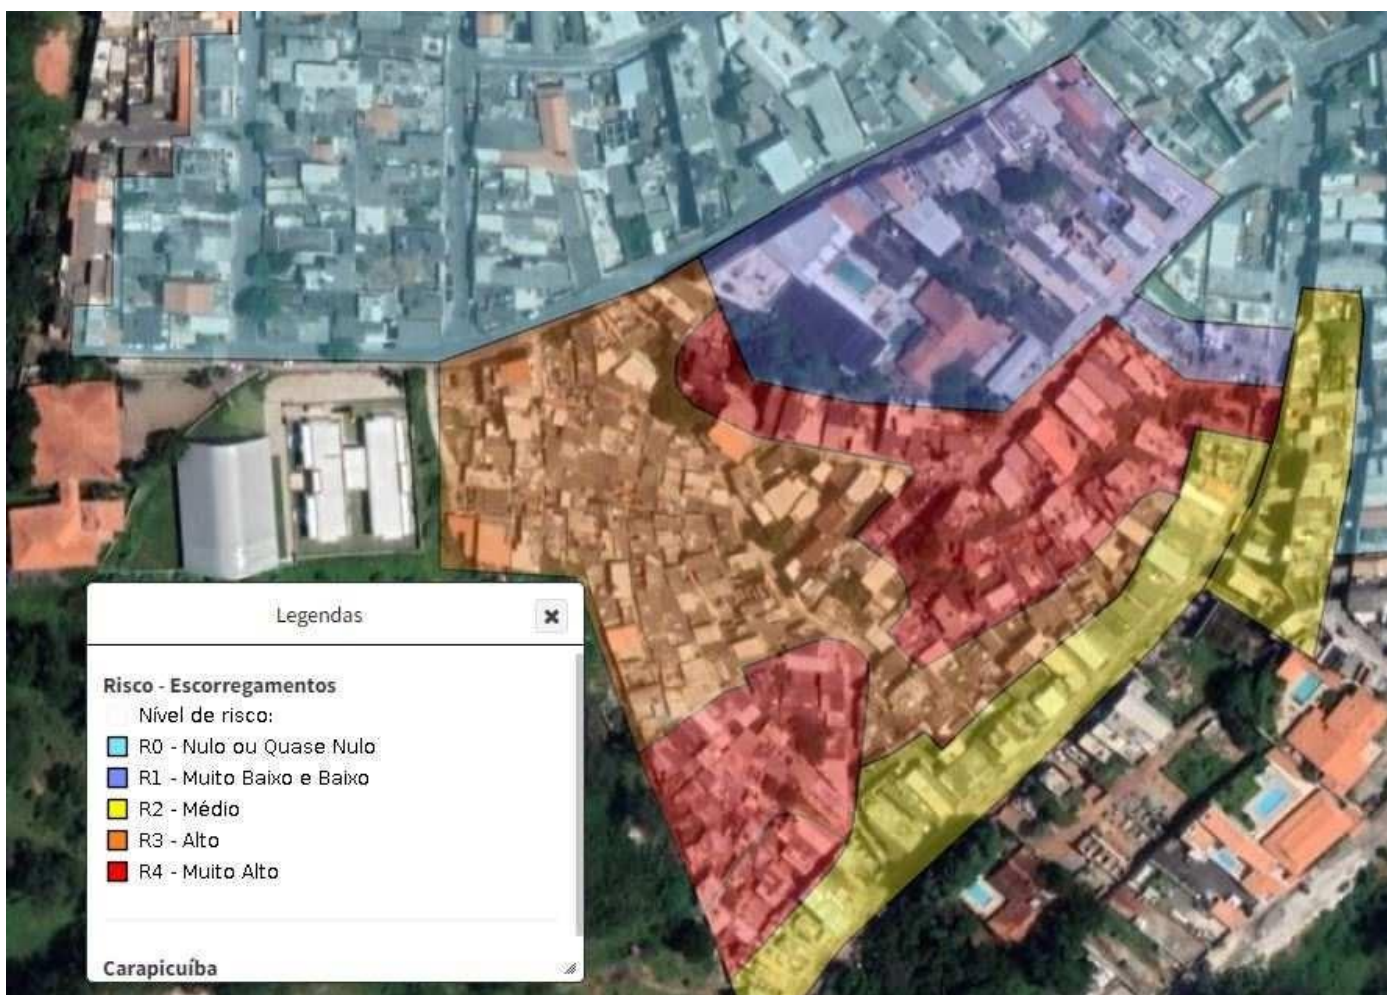 Legendas
Risco - Escorregamentos
Nível de risco:
R0 - Nulo ou Quase Nulo
R1 - Muito Baixo e Baixo
R2 - Médio
R3 - Alto
R4 - Muito Alto
Carapicuíba